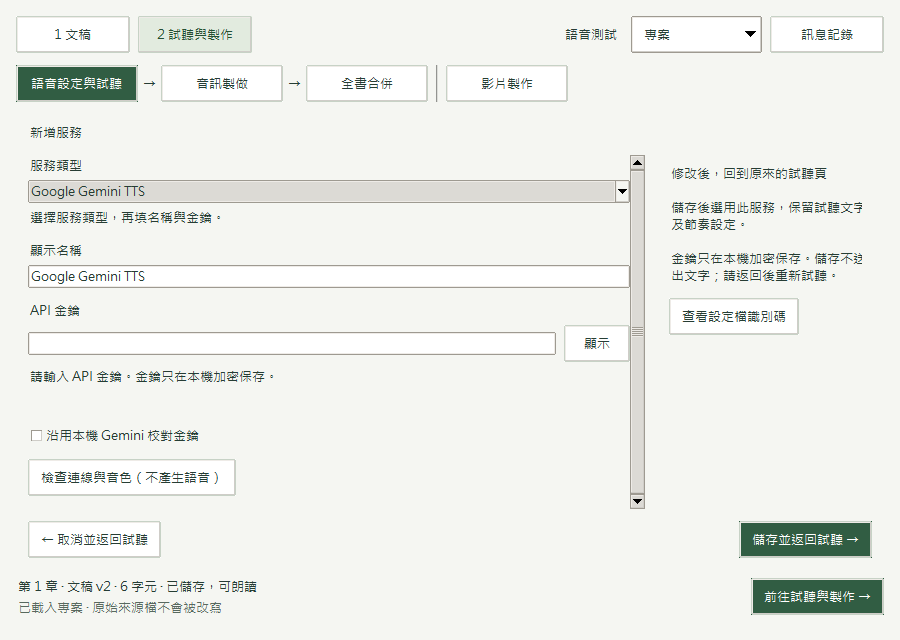 1 文稿
2 試聽與製作
語音測試
專案
訊息記錄
語音設定與試聽
→
音訊製做
→
全書合併
影片製作
新增服務
服務類型
Google Gemini TTS
選擇服務類型，再填名稱與金鑰。
顯示名稱
Google Gemini TTS
API 金鑰
顯示
請輸入 API 金鑰。金鑰只在本機加密保存。
沿用本機 Gemini 校對金鑰
檢查連線與音色（不產生語音）
修改後，回到原來的試聽頁
儲存後選用此服務，保留試聽文字
及節奏設定。
金鑰只在本機加密保存。儲存不送
出文字；請返回後重新試聽。
查看設定檔識別碼
← 取消並返回試聽
儲存並返回試聽 →
第 1 章 · 文稿 v2 · 6 字元 · 已儲存，可朗讀
已載入專案 · 原始來源檔不會被改寫
前往試聽與製作 →